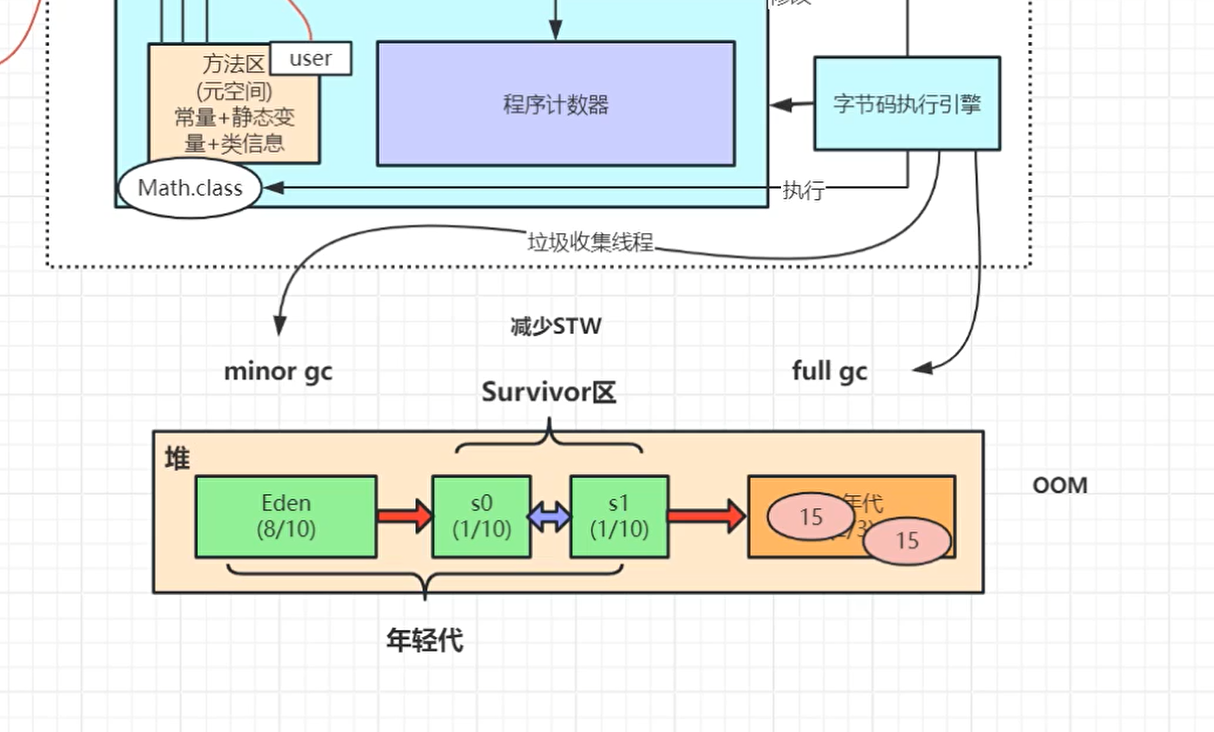 修改
user
方法区
(元空间)
常量+静态变
量+类信息
程序计数器
字节码执行引擎
Math.class
执行
垃圾收集线程
减少STW
minor gc
full gc
Survivor区
堆
Eden
(8/10)
s0
(1/10)
s1
(1/10)
年代
/3)
15
15
OOM
年轻代